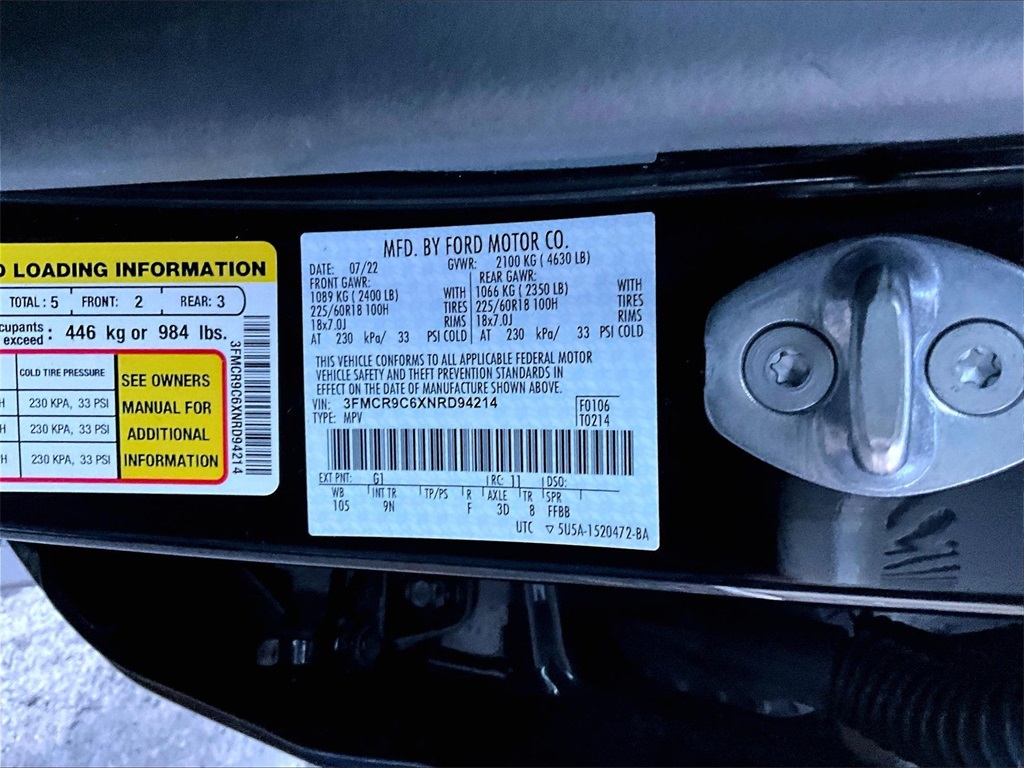 D LOADING INFORMATION
TOTAL: 5 FRONT: 2 REAR: 3
cupants exceed: 446 kg or 984 lbs.
COLD TIRE PRESSURE
H 230 KPA, 33 PSI
230 KPA, 33 PSI
H 230 KPA, 33 PSI
SEE OWNERS
MANUAL FOR
ADDITIONAL
INFORMATION
3FMCR9C6XNRD94214
MFD. BY FORD MOTOR CO.
DATE: 07/22 GVWR: 2100 KG ( 4630 LB)
FRONT GAWR: REAR GAWR:
1089 KG ( 2400 LB) WITH 1066 KG ( 2350 LB) WITH
225/60R18 100H TIRES 225/60R18 100H TIRES
18x7.0J RIMS 18x7.0J RIMS
AT 230 kPa/ 33 PSI COLD AT 230 kPa/ 33 PSI COLD
THIS VEHICLE CONFORMS TO ALL APPLICABLE FEDERAL MOTOR
VEHICLE SAFETY AND THEFT PREVENTION STANDARDS IN
EFFECT ON THE DATE OF MANUFACTURE SHOWN ABOVE.
VIN: 3FMCR9C6XNRD94214 F0106
TYPE: MPV T0214
EXT PNT: G1 RC: 11 DSO:
WB INT TR TP/PS R AXLE TR SPR
105 9N F 3D 8 FFBB
UTC ▽ 5U5A-1520472-BA